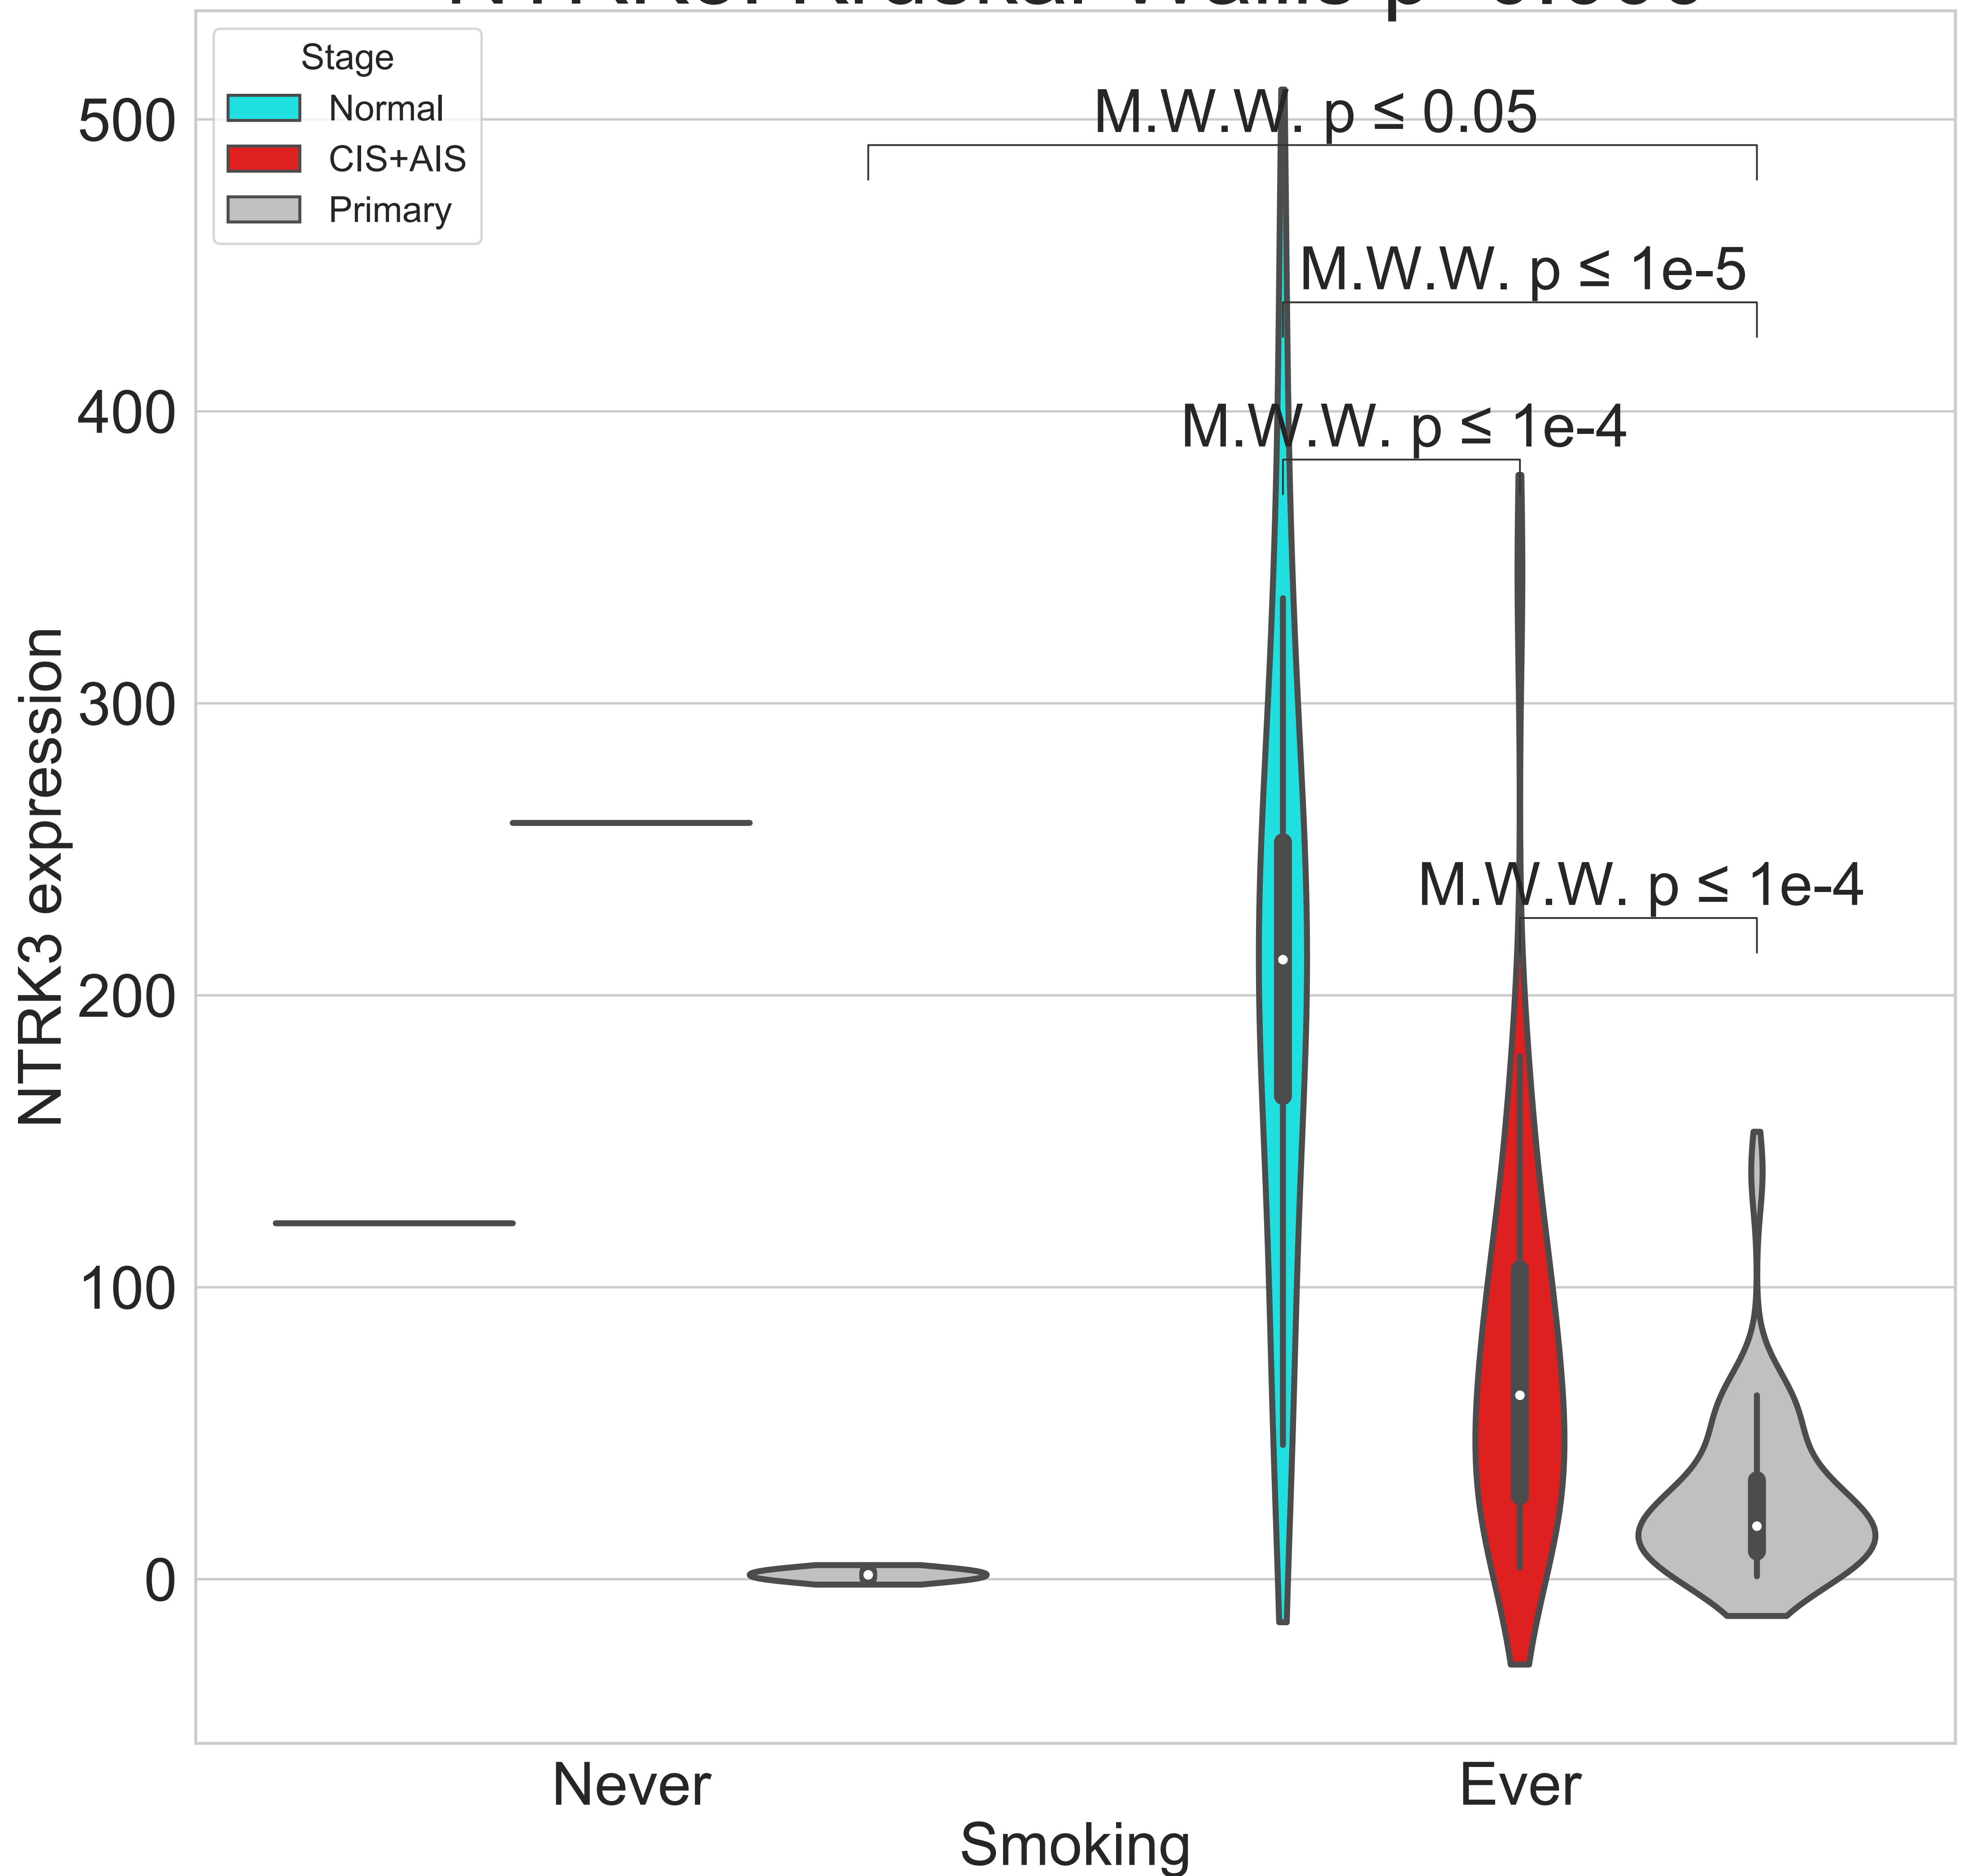 Stage
Normal
CIS+AIS
Primary
M.W.W. p ≤ 0.05
M.W.W. p ≤ 1e-5
M.W.W. p ≤ 1e-4
M.W.W. p ≤ 1e-4
500
400
300
200
100
0
NTRK3 expression
Never
Ever
Smoking